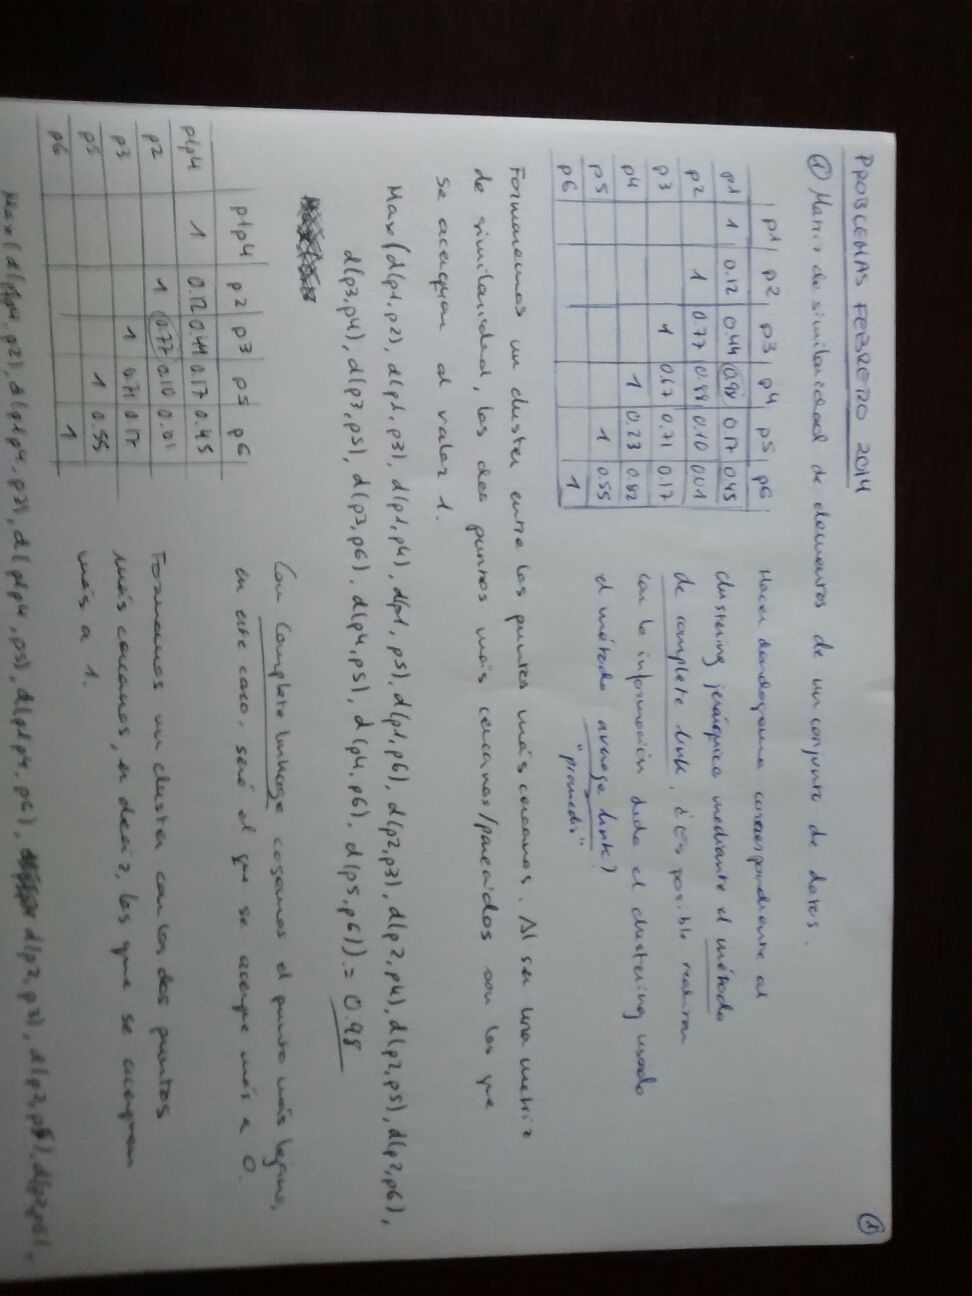 PROBLEMAS FEBRERO 2014
1
① Matriz de similaridad de elementos de un conjunto de datos.
p1 p2 p3 p4 p5 p6
p1 1 0.12 0.44 0.98 0.17 0.45
p2 1 0.77 0.88 0.10 0.01
p3 1 0.67 0.71 0.17
p4 1 0.23 0.82
p5 1 0.55
p6 1
Hacer dendograma correspondiente al
clustering jerárquico mediante el método
de complete link, ¿Es posible realizar
con la información dada el clustering usado
el método average link?
"promedio"
Formaremos un cluster entre los puntos más cercanos. Al ser una matriz
de similaridad, los dos puntos más cercanos/parecidos son los que
se acerquen al valor 1.
Max(d(p1,p2), d(p1,p3), d(p1,p4), d(p1,p5), d(p1,p6), d(p2,p3), d(p2,p4), d(p2,p5), d(p2,p6),
d(p3,p4), d(p3,p5), d(p3,p6). d(p4,p5), d(p4,p6). d(p5,p6)) = 0.98
Con Complete linkage cogemos el punto más lejano,
en este caso, será el que se acerque más a 0.
p1p4 p2 p3 p5 p6
p1p4 1 0.12 0.44 0.17 0.45
p2 1 0.77 0.10 0.01
p3 1 0.71 0.17
p5 1 0.55
p6 1
Formamos un cluster con los dos puntos
más cercanos, es decir, los que se acerquen
más a 1.
Max(d(p1p4,p2), d(p1p4,p3), d(p1p4,p5), d(p1p4,p6), d(p2,p3), d(p2,p5), d(p2,p6),